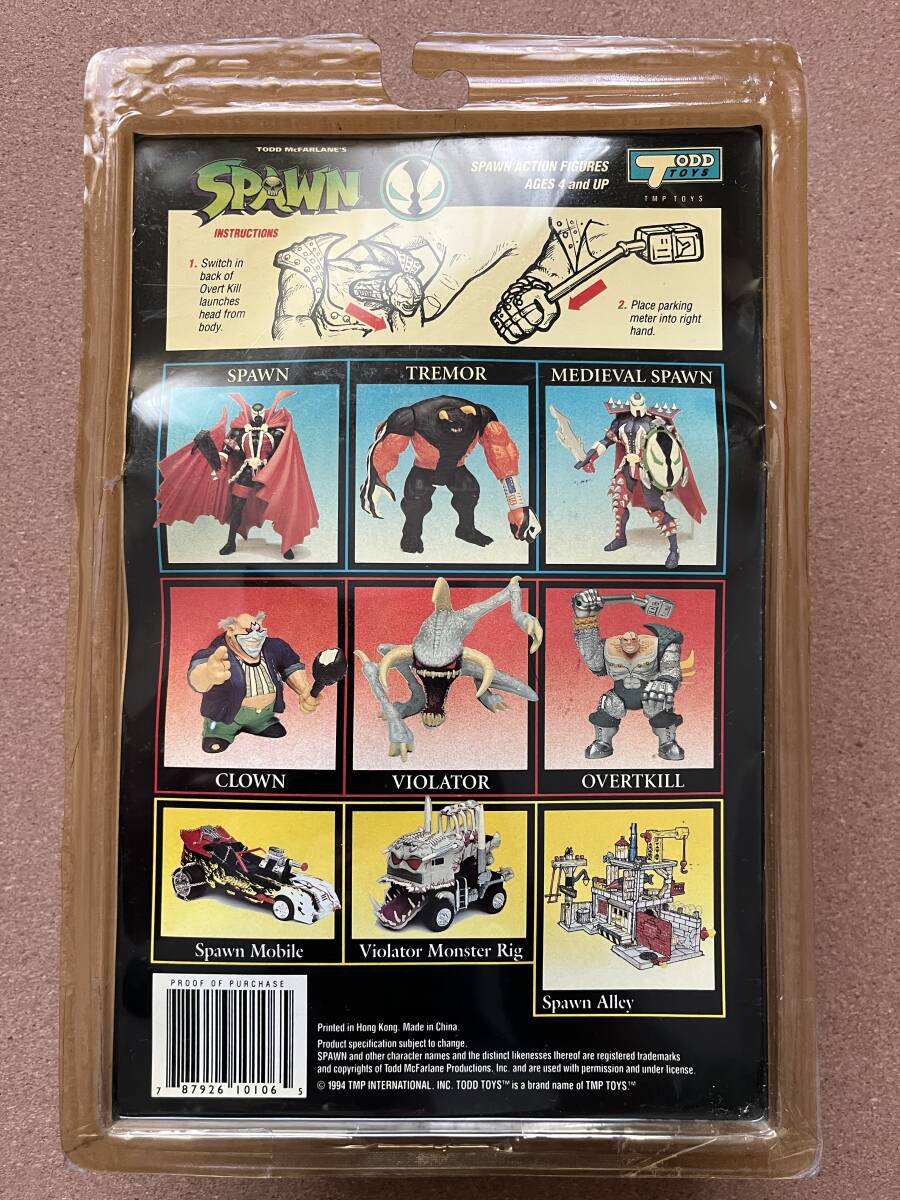 TODD McFARLANE'S
SPAWN
SPAWN ACTION FIGURES
AGES 4 and UP
TODD
TOYS
TMP TOYS
INSTRUCTIONS
1. Switch in
back of
Overt Kill
launches
head from
body.
2. Place parking
meter into right
hand.
SPAWN
TREMOR
MEDIEVAL SPAWN
CLOWN
VIOLATOR
OVERTKILL
Spawn Mobile
Violator Monster Rig
Spawn Alley
PROOF OF PURCHASE
7 87926 10106 5
Printed in Hong Kong. Made in China.
Product specification subject to change.
SPAWN and other character names and the distinct likenesses thereof are registered trademarks
and copyrights of Todd McFarlane Productions, Inc. and are used with permission and under license.
© 1994 TMP INTERNATIONAL, INC. TODD TOYS™ is a brand name of TMP TOYS.™